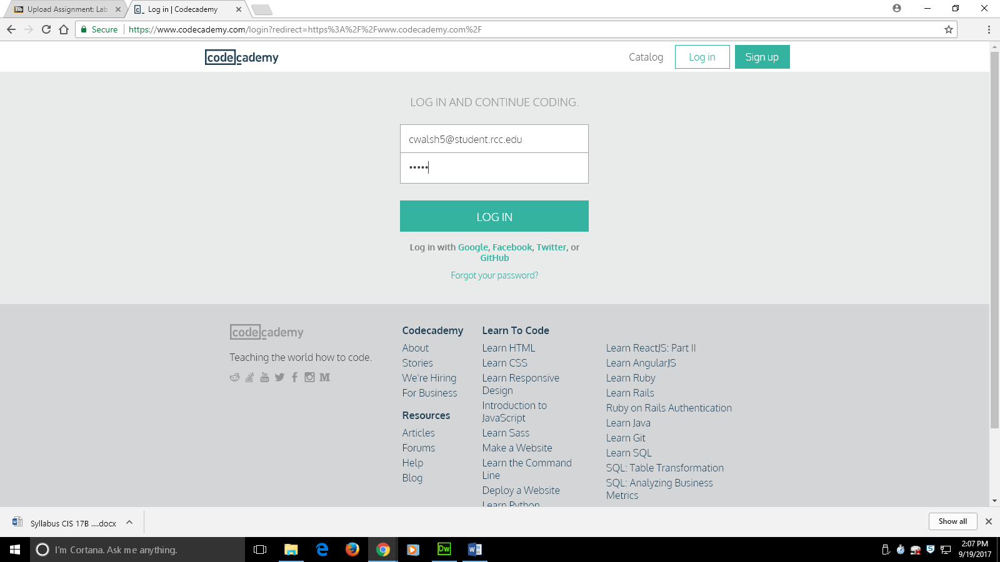 Upload Assignment: Lab
Log in | Codecademy
Secure
https://www.codecademy.com/login?redirect=https%3A%2F%2Fwww.codecademy.com%2F
codecademy
Catalog
Log in
Sign up
LOG IN AND CONTINUE CODING.
cwalsh5@student.rcc.edu
•••••
LOG IN
Log in with Google, Facebook, Twitter, or
GitHub
Forgot your password?
codecademy
Teaching the world how to code.
Codecademy
About
Stories
We're Hiring
For Business
Resources
Articles
Forums
Help
Blog
Learn To Code
Learn HTML
Learn CSS
Learn Responsive
Design
Introduction to
JavaScript
Learn Sass
Make a Website
Learn the Command
Line
Deploy a Website
Learn Python
Learn ReactJS: Part II
Learn AngularJS
Learn Ruby
Learn Rails
Ruby on Rails Authentication
Learn Java
Learn Git
Learn SQL
SQL: Table Transformation
SQL: Analyzing Business
Metrics
Syllabus CIS 17B ....docx
Show all
I'm Cortana. Ask me anything.
Dw
2:07 PM
9/19/2017